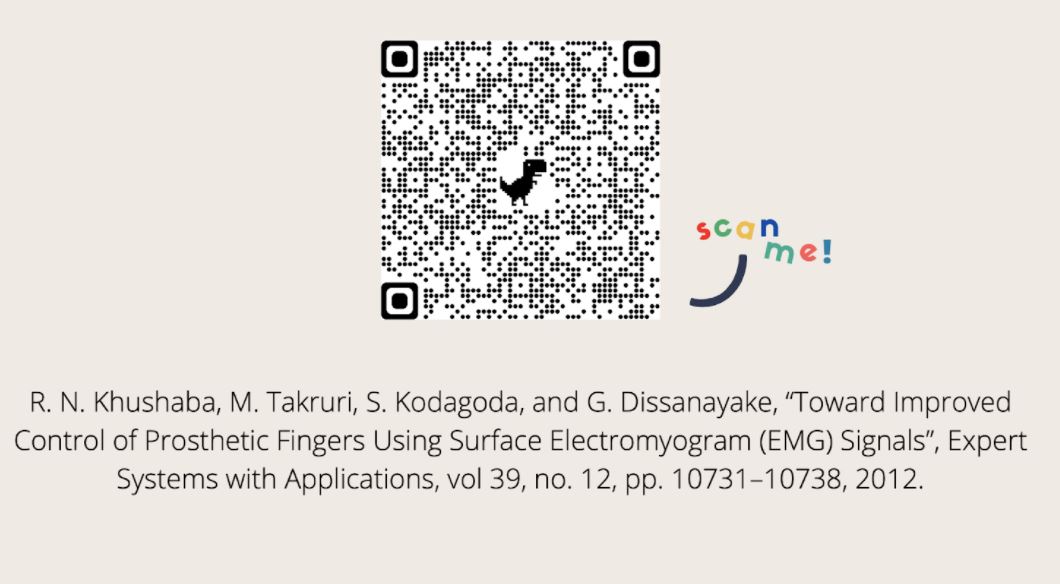 scan
me!
R. N. Khushaba, M. Takruri, S. Kodagoda, and G. Dissanayake, “Toward Improved
Control of Prosthetic Fingers Using Surface Electromyogram (EMG) Signals”, Expert
Systems with Applications, vol 39, no. 12, pp. 10731–10738, 2012.